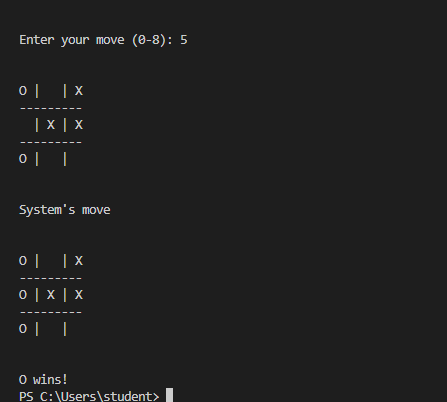 Enter your move (0-8): 5
O |   | X
---------
  | X | X
---------
O |   |
System's move
O |   | X
---------
O | X | X
---------
O |   |
O wins!
PS C:\Users\student>